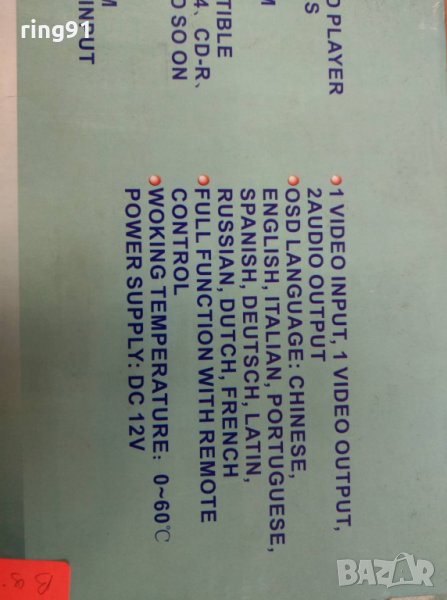 ring91
D PLAYER
S
M
TIBLE
4、CD-R、
D SO ON
M
INPUT
1 VIDEO INPUT, 1 VIDEO OUTPUT,
2AUDIO OUTPUT
OSD LANGUAGE: CHINESE,
ENGLISH, ITALIAN, PORTUGUESE,
SPANISH, DEUTSCH, LATIN,
RUSSIAN, DUTCH, FRENCH
FULL FUNCTION WITH REMOTE
CONTROL
WOKING TEMPERATURE: 0~60℃
POWER SUPPLY: DC 12V
BAZAR